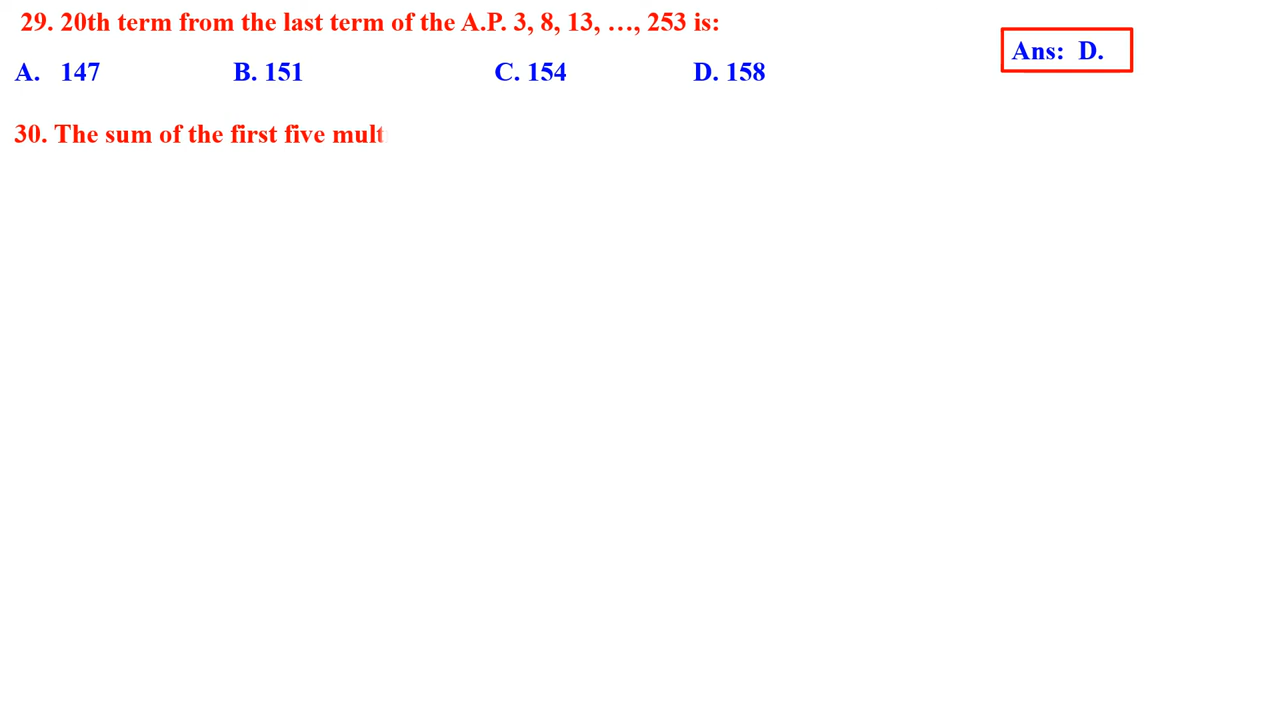 29. 20th term from the last term of the A.P. 3, 8, 13, …, 253 is:
Ans: D.
A. 147 B. 151 C. 154 D. 158
30. The sum of the first five mult